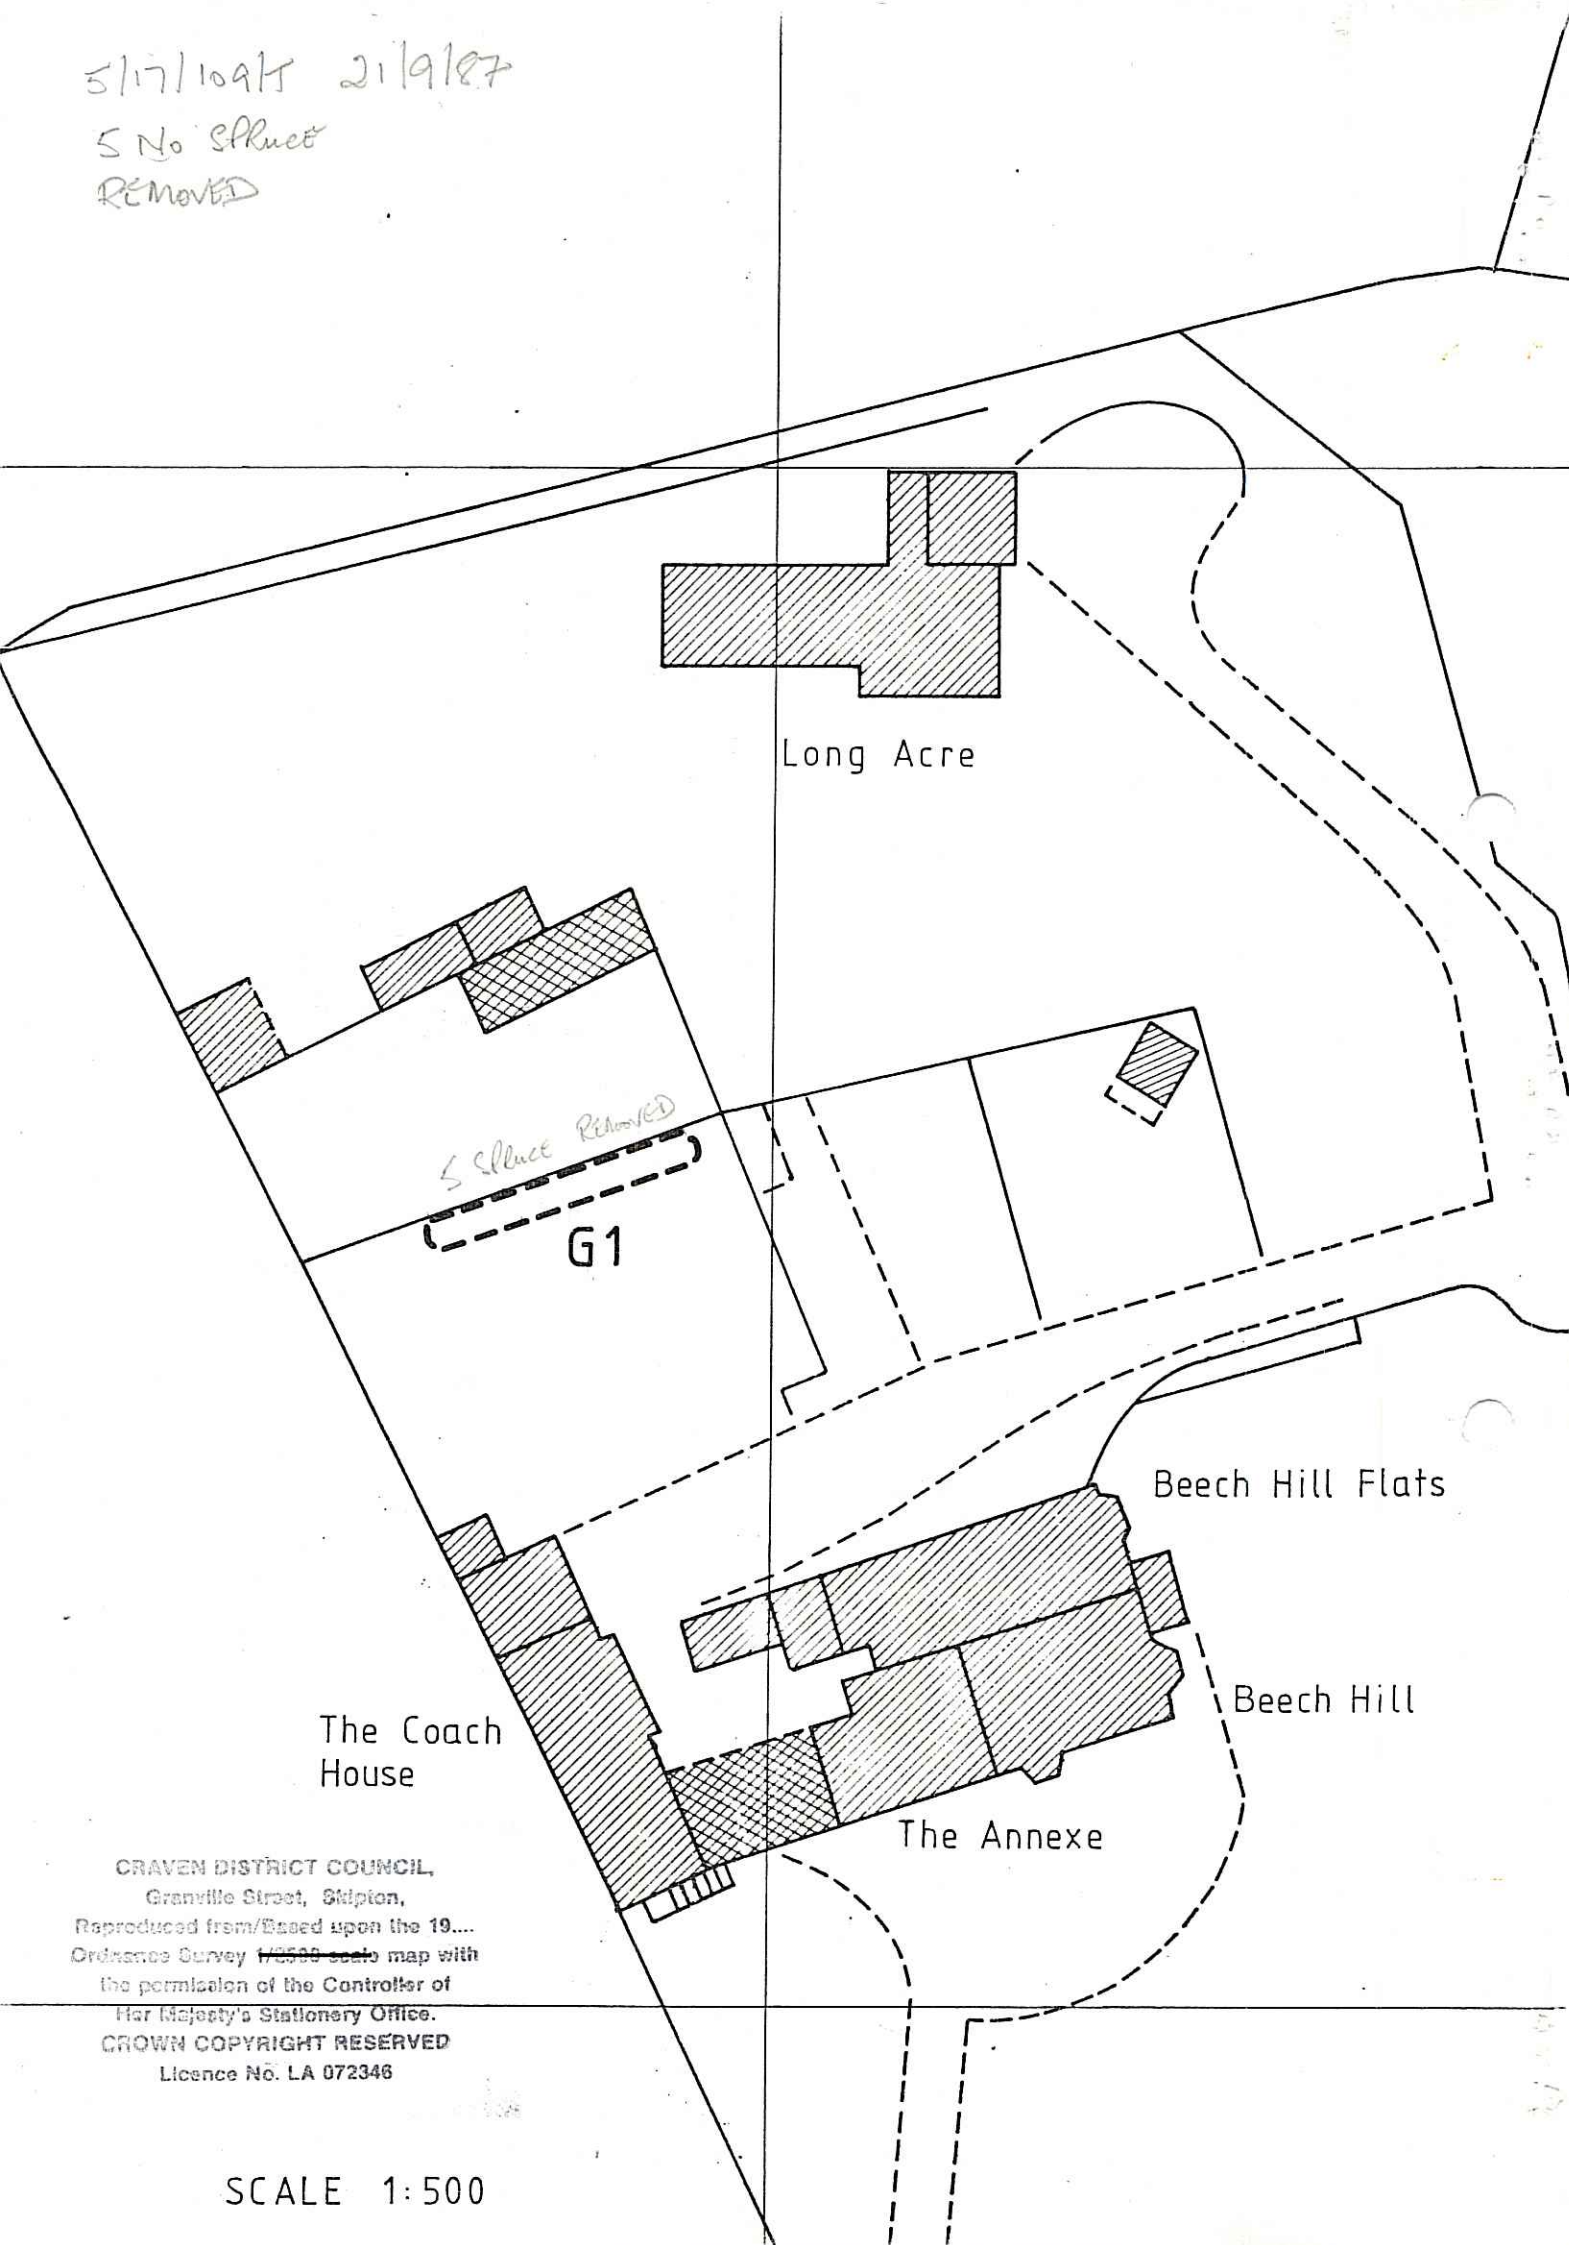 5/17/109/J 21/9/87
5 No SPRUCE
REMOVED
Long Acre
5 SPRUCE REMOVED
G1
Beech Hill Flats
Beech Hill
The Coach
House
The Annexe
CRAVEN DISTRICT COUNCIL,
Granville Street, Skipton,
Reproduced from/Based upon the 19....
Ordnance Survey 1/2500 scale map with
the permission of the Controller of
Her Majesty's Stationery Office.
CROWN COPYRIGHT RESERVED
Licence No. LA 072346
SCALE 1:500